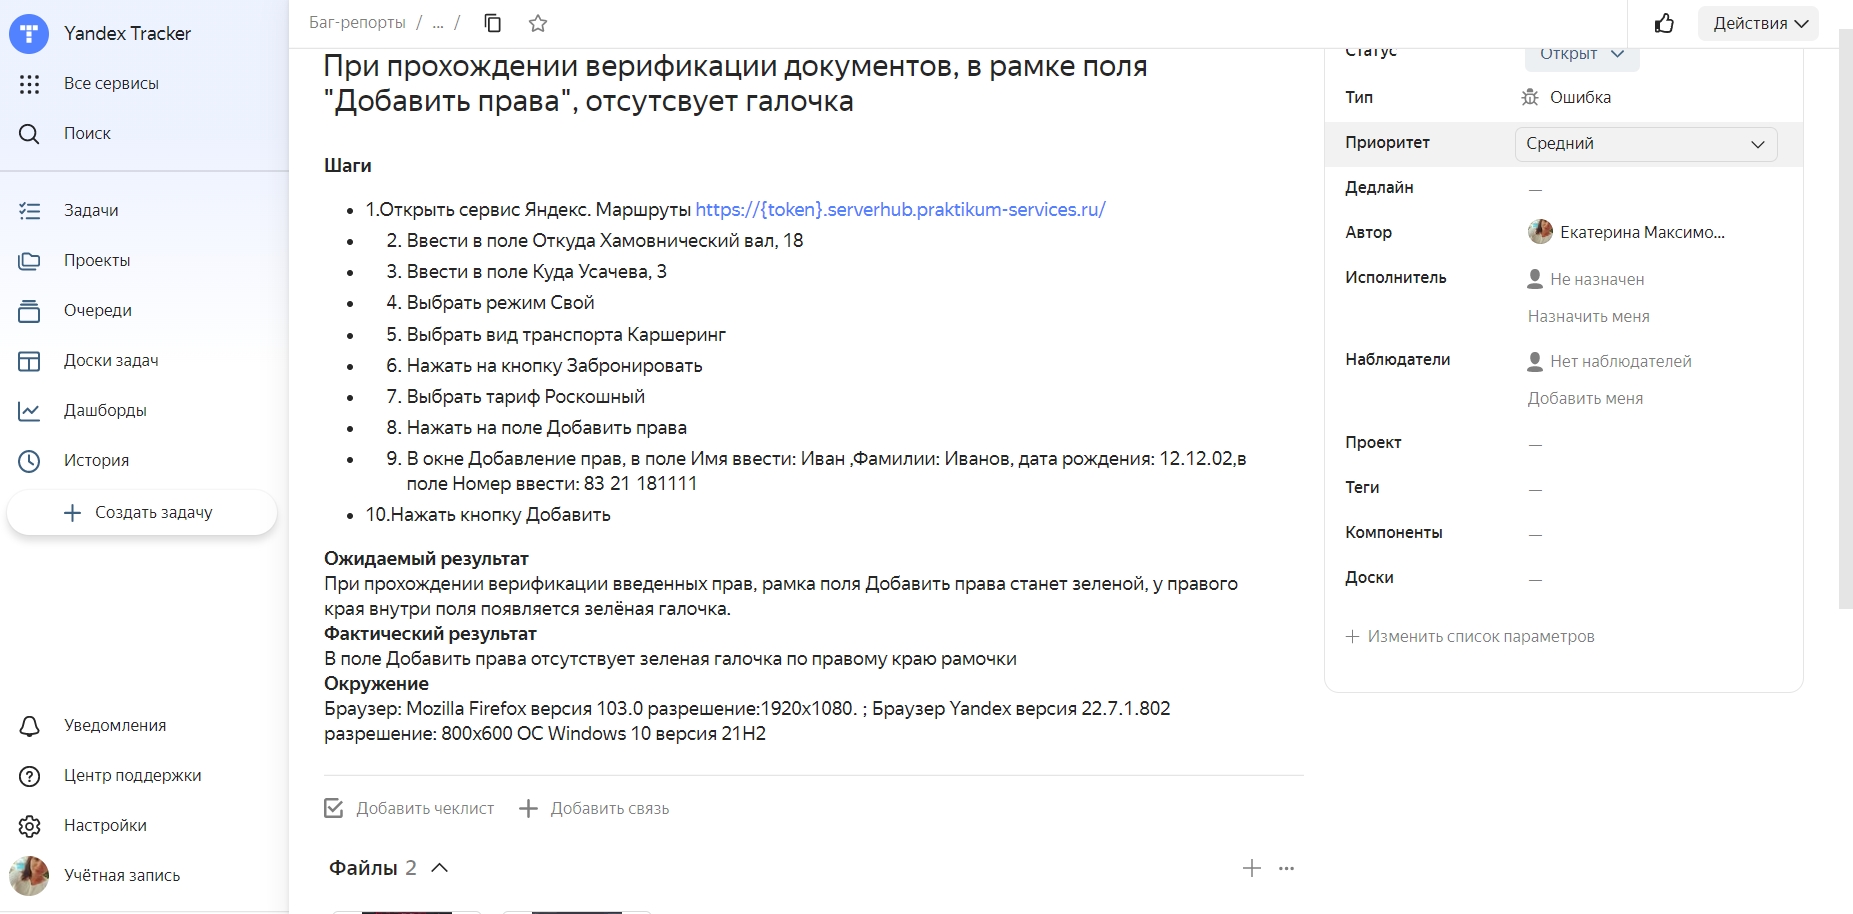 Yandex Tracker
Все сервисы
Поиск
Задачи
Проекты
Очереди
Доски задач
Дашборды
История
Создать задачу
Уведомления
Центр поддержки
Настройки
Учётная запись
Баг-репорты / ... /
Действия
При прохождении верификации документов, в рамке поля
"Добавить права", отсутсвует галочка
Шаги
• 1.Открыть сервис Яндекс. Маршруты https://{token}.serverhub.praktikum-services.ru/
• 2. Ввести в поле Откуда Хамовнический вал, 18
• 3. Ввести в поле Куда Усачева, 3
• 4. Выбрать режим Свой
• 5. Выбрать вид транспорта Каршеринг
• 6. Нажать на кнопку Забронировать
• 7. Выбрать тариф Роскошный
• 8. Нажать на поле Добавить права
• 9. В окне Добавление прав, в поле Имя ввести: Иван ,Фамилии: Иванов, дата рождения: 12.12.02,в
поле Номер ввести: 83 21 181111
• 10.Нажать кнопку Добавить
Ожидаемый результат
При прохождении верификации введенных прав, рамка поля Добавить права станет зеленой, у правого
края внутри поля появляется зелёная галочка.
Фактический результат
В поле Добавить права отсутствует зеленая галочка по правому краю рамочки
Окружение
Браузер: Mozilla Firefox версия 103.0 разрешение:1920x1080. ; Браузер Yandex версия 22.7.1.802
разрешение: 800x600 ОС Windows 10 версия 21H2
Добавить чеклист
Добавить связь
Файлы 2
Статус Открыт
Тип Ошибка
Приоритет Средний
Дедлайн —
Автор Екатерина Максимо...
Исполнитель Не назначен
Назначить меня
Наблюдатели Нет наблюдателей
Добавить меня
Проект —
Теги —
Компоненты —
Доски —
Изменить список параметров